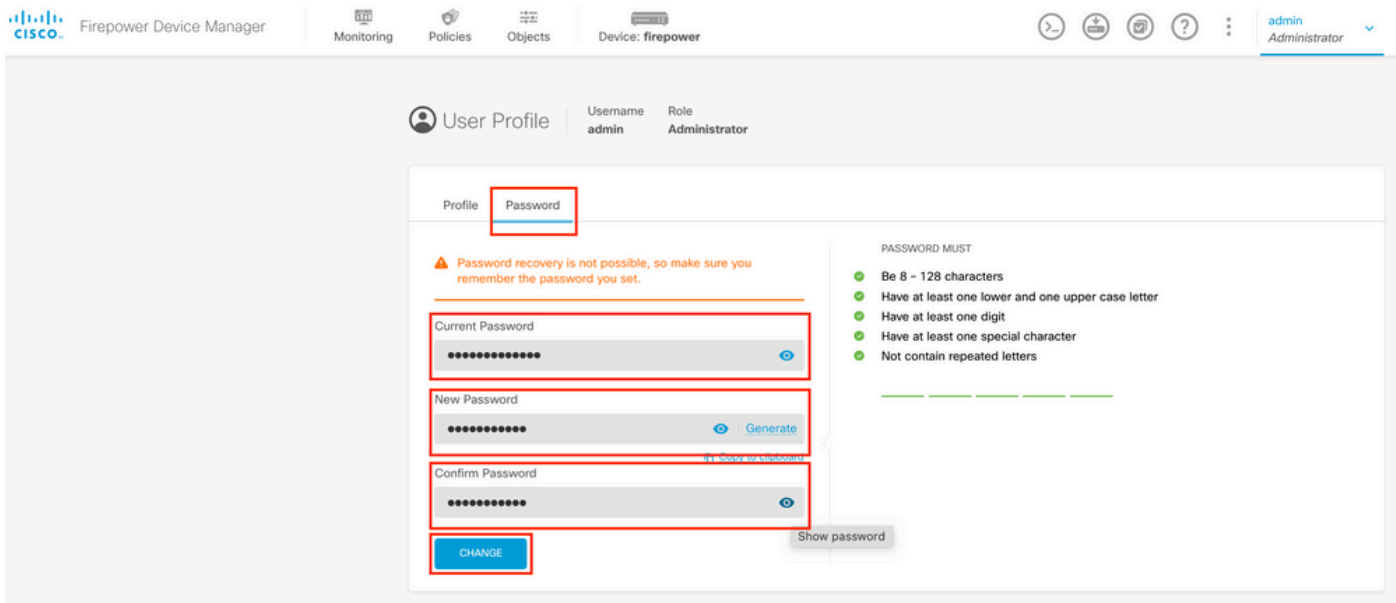 CISCO
Firepower Device Manager
Monitoring
Policies
Objects
Device: firepower
admin
Administrator
User Profile
Username
admin
Role
Administrator
Profile
Password
Password recovery is not possible, so make sure you
remember the password you set.
Current Password
•••••••••••••
New Password
•••••••••••
Generate
Copy to clipboard
Confirm Password
•••••••••••
Show password
CHANGE
PASSWORD MUST
Be 8 - 128 characters
Have at least one lower and one upper case letter
Have at least one digit
Have at least one special character
Not contain repeated letters